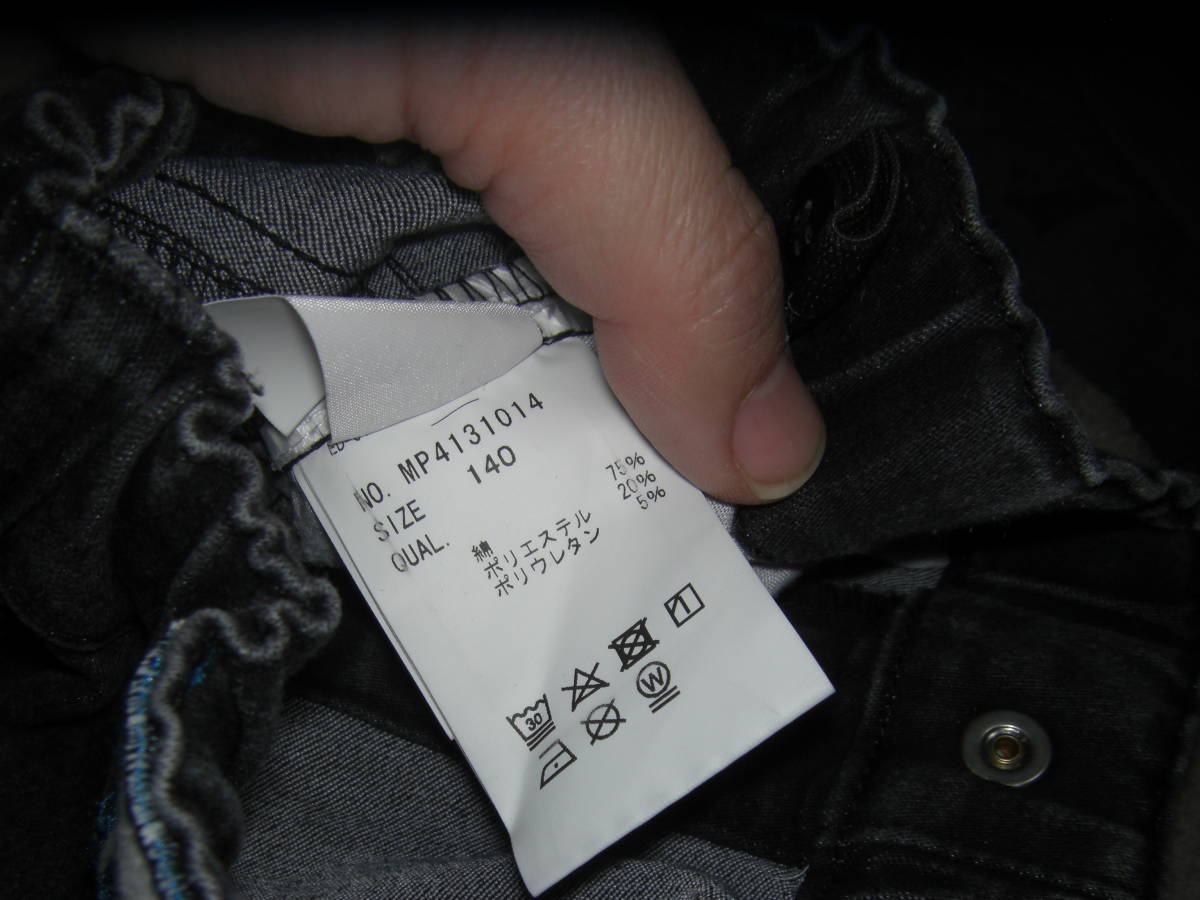 NO. MP4131014
SIZE 140
QUAL.
綿 75%
ポリエステル 20%
ポリウレタン 5%
30
W